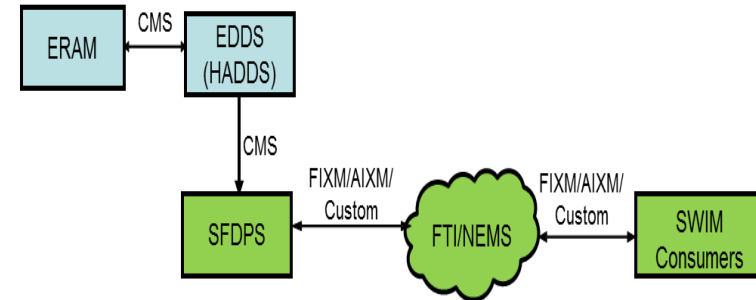 CMS
ERAM
EDDS
(HADDS)
CMS
FIXM/AIXM/
Custom
FIXM/AIXM/
Custom
SFDPS
FTI/NEMS
SWIM
Consumers